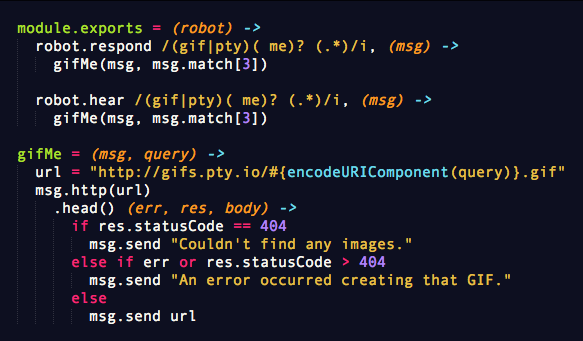 module.exports = (robot) ->
  robot.respond /(gif|pty)( me)? (.*)/i, (msg) ->
    gifMe(msg, msg.match[3])

  robot.hear /(gif|pty)( me)? (.*)/i, (msg) ->
    gifMe(msg, msg.match[3])

gifMe = (msg, query) ->
  url = "http://gifs.pty.io/#{encodeURIComponent(query)}.gif"
  msg.http(url)
    .head() (err, res, body) ->
      if res.statusCode == 404
        msg.send "Couldn't find any images."
      else if err or res.statusCode > 404
        msg.send "An error occurred creating that GIF."
      else
        msg.send url